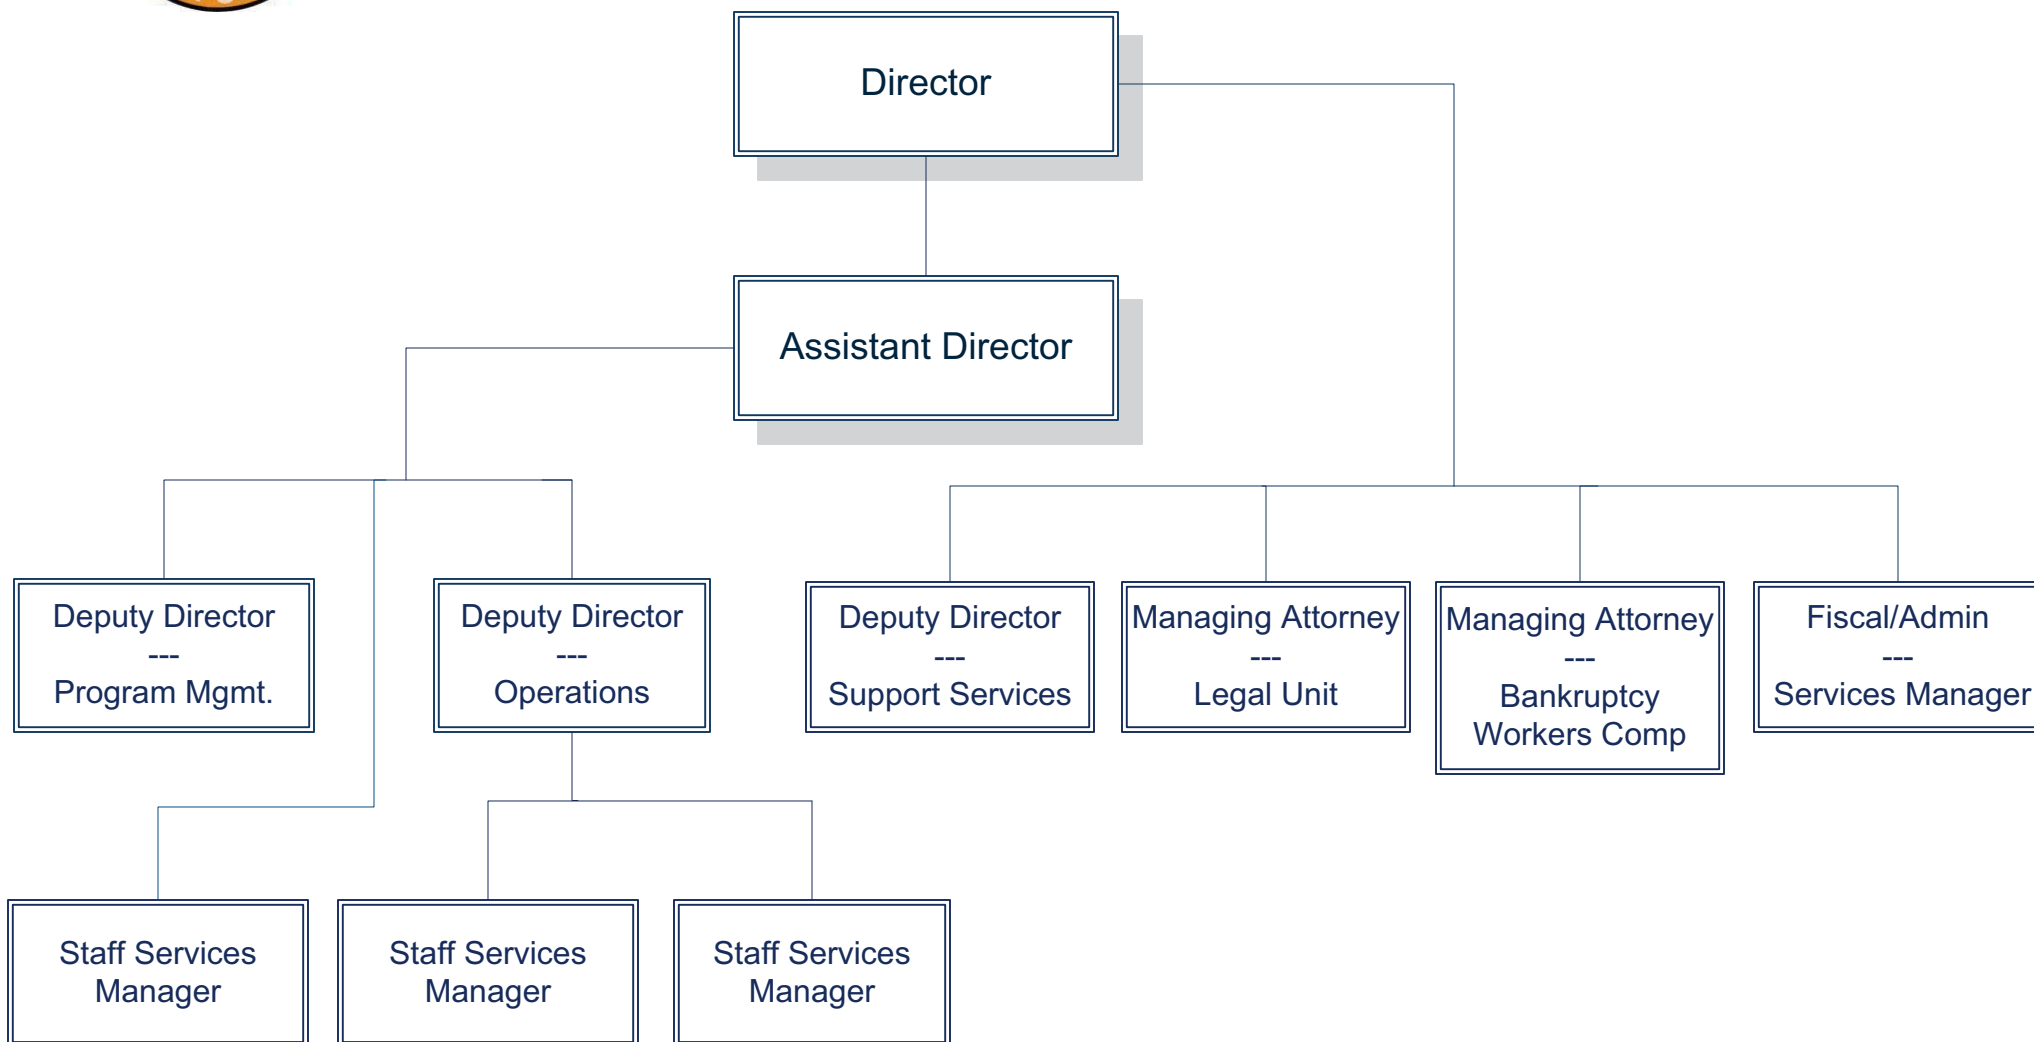 Director
Assistant Director
Deputy Director
---
Program Mgmt.
Deputy Director
---
Operations
Deputy Director
---
Support Services
Managing Attorney
---
Legal Unit
Managing Attorney
---
Bankruptcy
Workers Comp
Fiscal/Admin
---
Services Manager
Staff Services
Manager
Staff Services
Manager
Staff Services
Manager